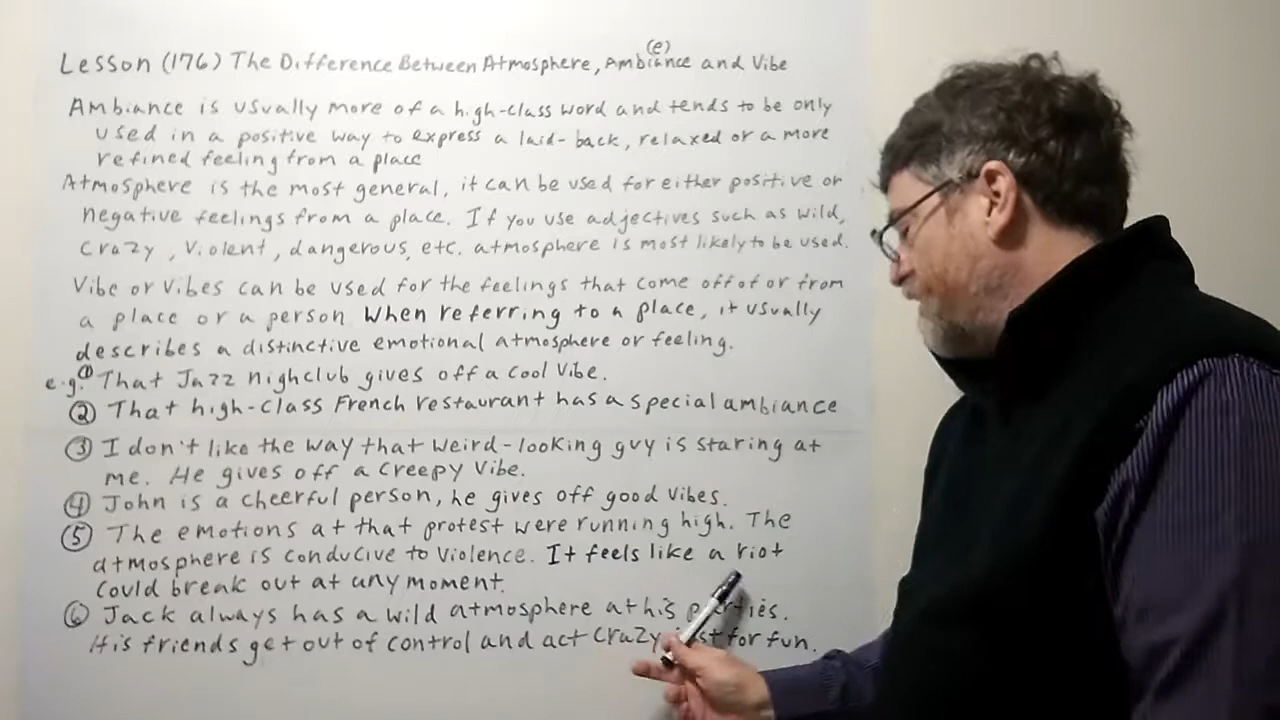 Lesson (176) The Difference Between Atmosphere, Ambiance (e) and Vibe
Ambiance is usually more of a high-class word and tends to be only
used in a positive way to express a laid-back, relaxed or a more
refined feeling from a place
Atmosphere is the most general, it can be used for either positive or
negative feelings from a place. If you use adjectives such as wild,
crazy, violent, dangerous, etc. atmosphere is most likely to be used.
Vibe or Vibes can be used for the feelings that come off of or from
a place or a person When referring to a place, it usually
describes a distinctive emotional atmosphere or feeling.
e.g. ① That Jazz nighclub gives off a cool vibe.
② That high-class French restaurant has a special ambiance
③ I don't like the way that weird-looking guy is staring at
me. He gives off a creepy vibe.
④ John is a cheerful person, he gives off good vibes.
⑤ The emotions at that protest were running high. The
atmosphere is conducive to violence. It feels like a riot
could break out at any moment.
⑥ Jack always has a wild atmosphere at his parties.
His friends get out of control and act crazy just for fun.